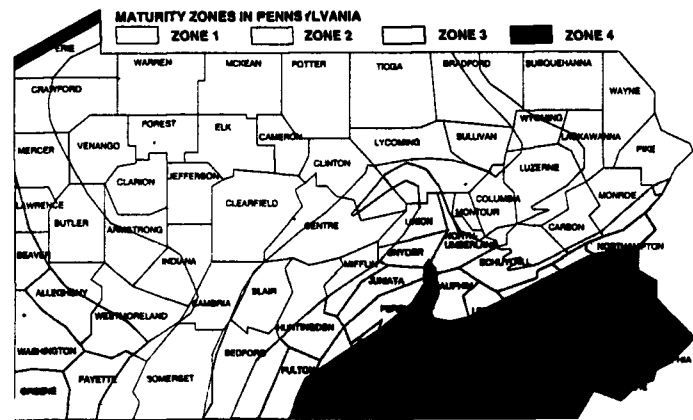 MATURITY ZONES IN PENNSYLVANIA
ZONE 1 ZONE 2 ZONE 3 ZONE 4
ERIE
WARREN MCKEAN POTTER TIOGA BRADFORD SUSQUEHANNA
CRAWFORD WAYNE
FOREST ELK WYOMING
MERCER VENANGO CAMERON LYCOMING SULLIVAN LACKAWANNA PIKE
CLINTON LUZERNE
CLARION JEFFERSON
LAWRENCE CLEARFIELD COLUMBIA MONROE
BUTLER CENTRE UNION MONTOUR
ARMSTRONG CARBON
NORTHUMBERLAND
BEAVER SNYDER NORTHAMPTON
INDIANA MIFFLIN SCHUYLKILL
ALLEGHENY BLAIR JUNIATA DAUPHIN
CAMBRIA
WESTMORELAND
HUNTINGDON
WASHINGTON BEDFORD
FULTON
GREENE FAYETTE SOMERSET